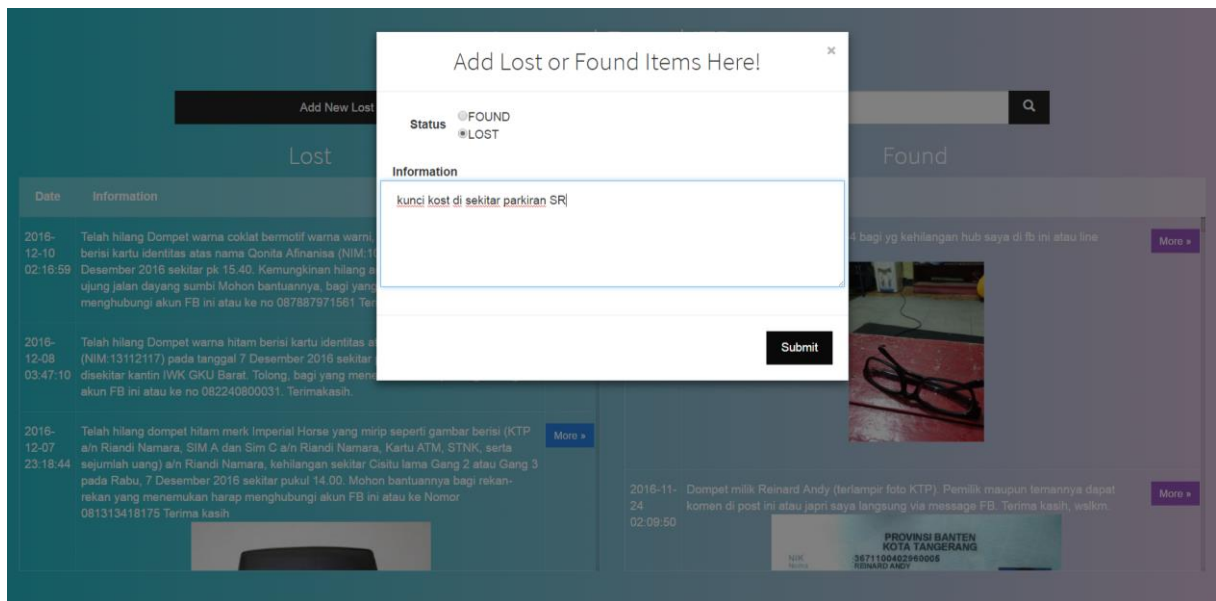 Add Lost or Found Items Here!
×
Add New Lost
Status
FOUND
LOST
Information
kunci kost di sekitar parkiran SR
Submit
Lost
Date Information
2016-12-10 02:16:59
Telah hilang Dompet warna coklat bermotif warna warni,
berisi kartu identitas atas nama Qonita Afinanisa (NIM:
Desember 2016 sekitar pk 15.40. Kemungkinan hilang
ujung jalan dayang sumbi Mohon bantuannya, bagi yang
menghubungi akun FB ini atau ke no 087887971561
2016-12-08 03:47:10
Telah hilang Dompet warna hitam berisi kartu identitas
(NIM:13112117) pada tanggal 7 Desember 2016 sekitar
disekitar kantin IWK GKU Barat. Tolong, bagi yang
akun FB ini atau ke no 082240800031. Terimakasih.
2016-12-07 23:18:44
Telah hilang dompet hitam merk Imperial Horse yang mirip seperti gambar berisi (KTP
a/n Riandi Namara, SIM A dan Sim C a/n Riandi Namara, Kartu ATM, STNK, serta
sejumlah uang) a/n Riandi Namara, kehilangan sekitar Cisitu lama Gang 2 atau Gang 3
pada Rabu, 7 Desember 2016 sekitar pukul 14.00. Mohon bantuannya bagi rekan-
rekan yang menemukan harap menghubungi akun FB ini atau ke Nomor
081313418175 Terima kasih
More »
Found
bagi yg kehilangan hub saya di fb ini atau line
More »
2016-11-24 02:09:50
Dompet milik Reinard Andy (terlampir foto KTP). Pemilik maupun temannya dapat
komen di post ini atau japri saya langsung via message FB. Terima kasih, wslkm.
More »
PROVINSI BANTEN
KOTA TANGERANG
NIK 3671100402960005
REINARD ANDY